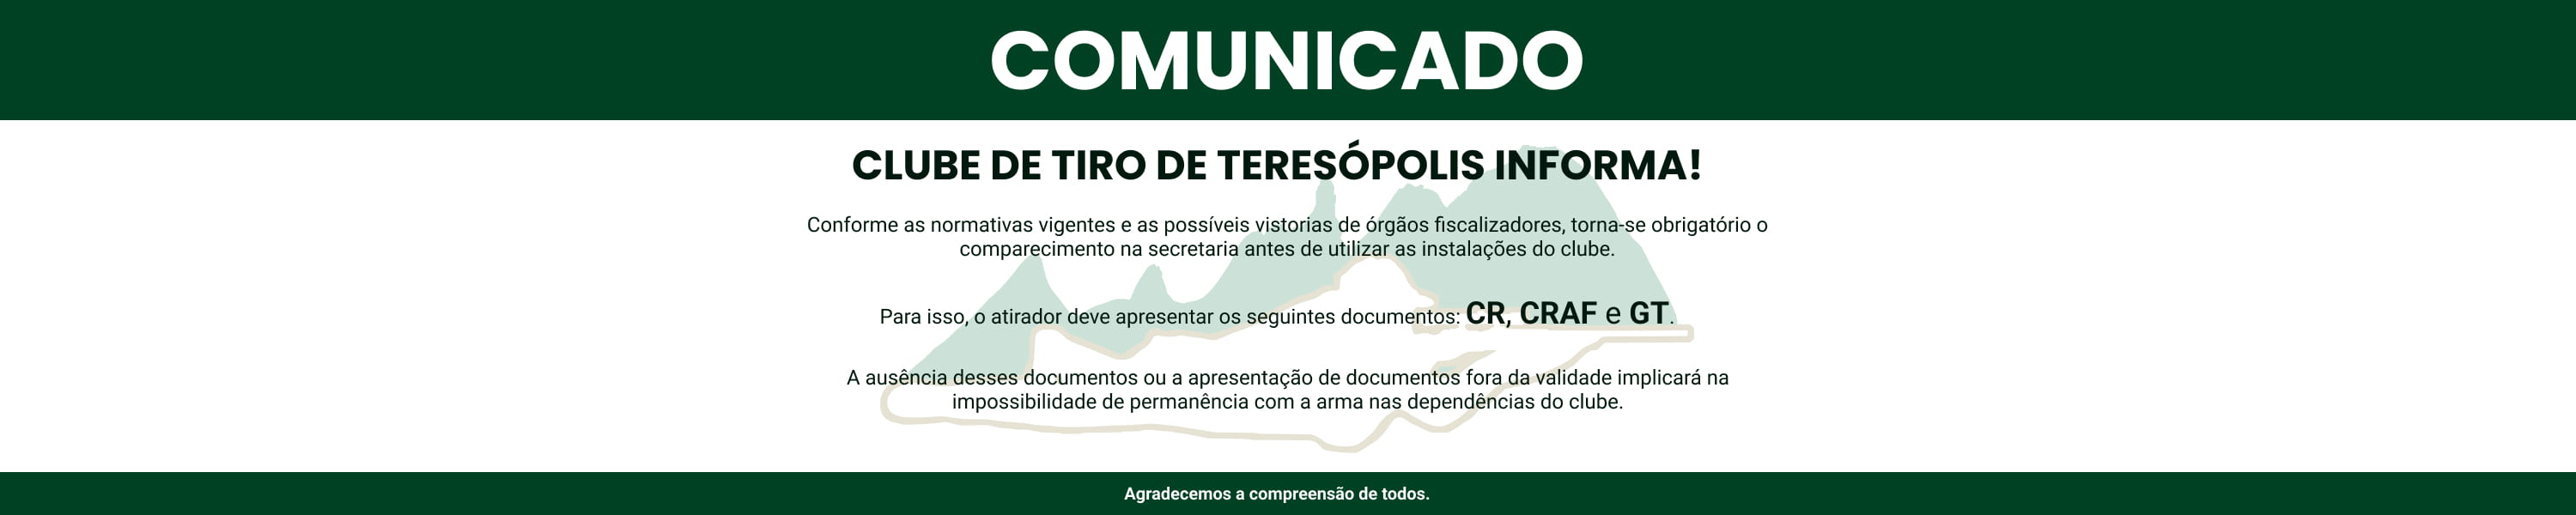 COMUNICADO
CLUBE DE TIRO DE TERESÓPOLIS INFORMA!
Conforme as normativas vigentes e as possíveis vistorias de órgãos fiscalizadores, torna-se obrigatório o
comparecimento na secretaria antes de utilizar as instalações do clube.
Para isso, o atirador deve apresentar os seguintes documentos: CR, CRAF e GT.
A ausência desses documentos ou a apresentação de documentos fora da validade implicará na
impossibilidade de permanência com a arma nas dependências do clube.
Agradecemos a compreensão de todos.